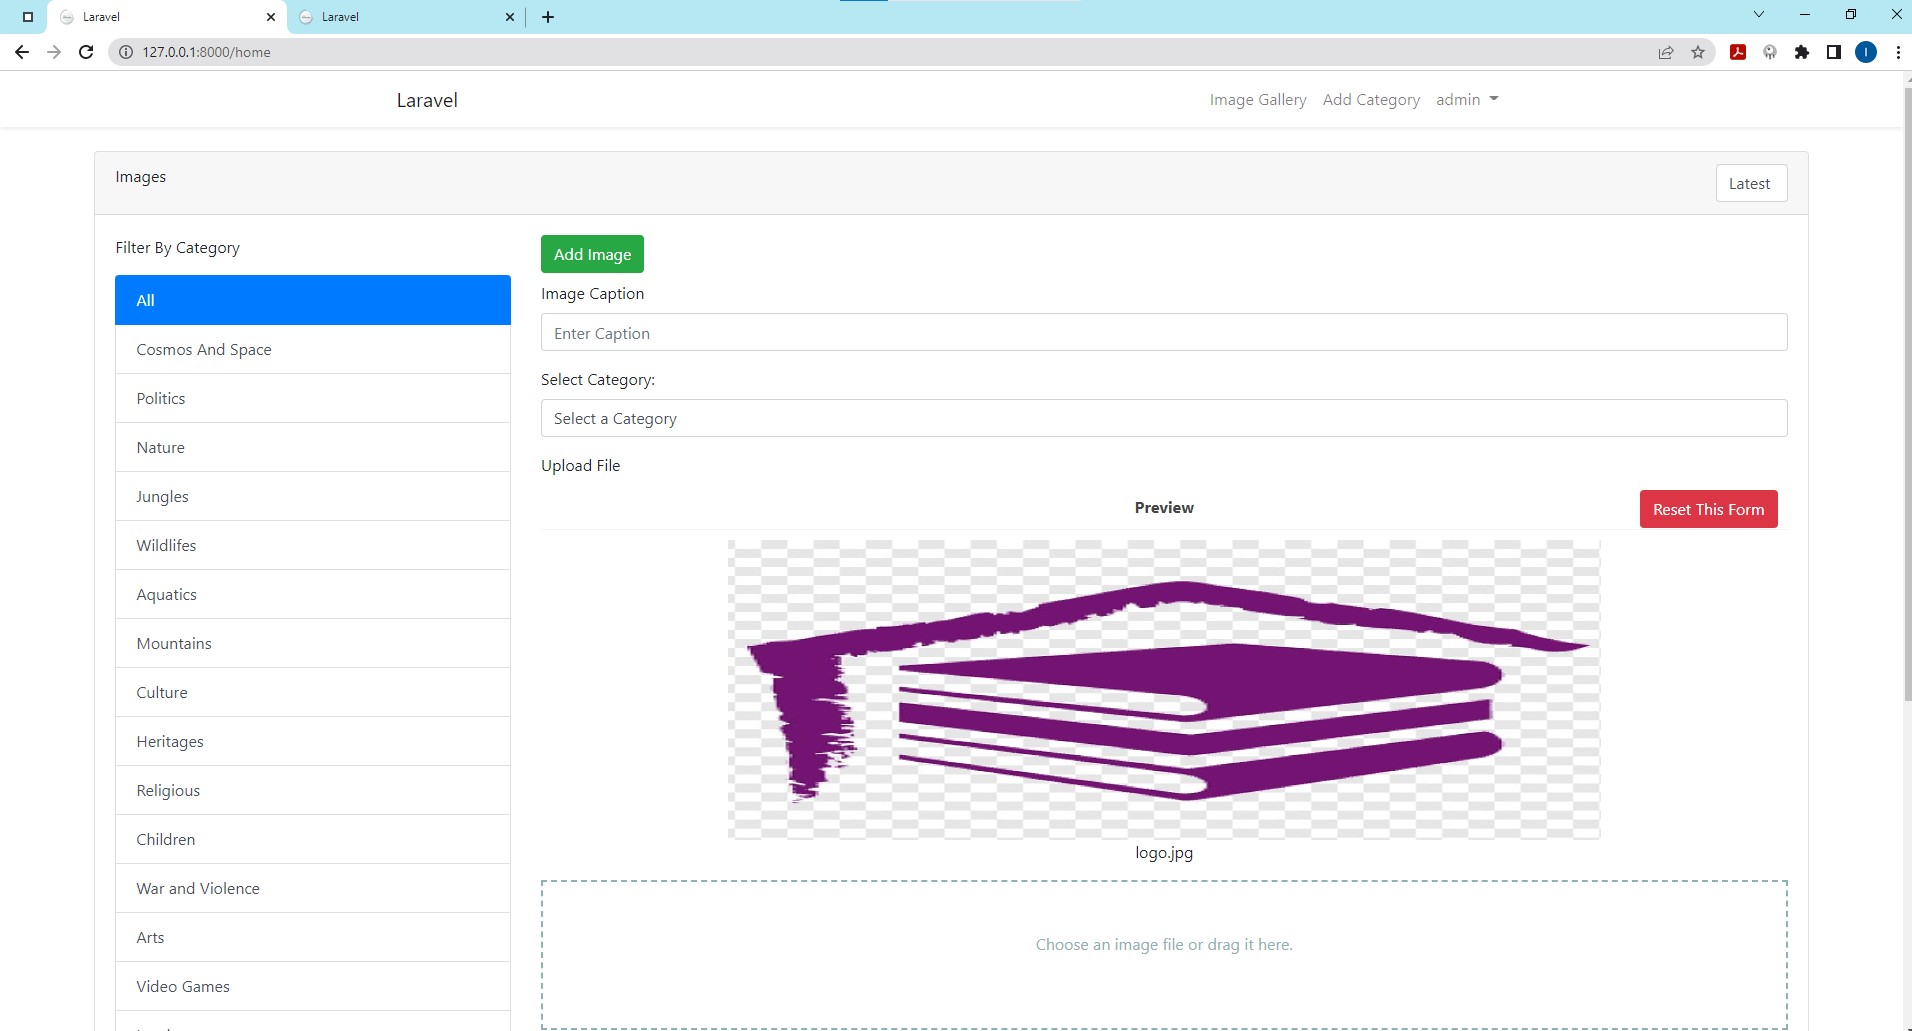 Laravel
Laravel
127.0.0.1:8000/home
I
Laravel
Image Gallery
Add Category
admin
Images
Latest
Filter By Category
All
Cosmos And Space
Politics
Nature
Jungles
Wildlifes
Aquatics
Mountains
Culture
Heritages
Religious
Children
War and Violence
Arts
Video Games
Add Image
Image Caption
Enter Caption
Select Category:
Select a Category
Upload File
Preview
Reset This Form
logo.jpg
Choose an image file or drag it here.